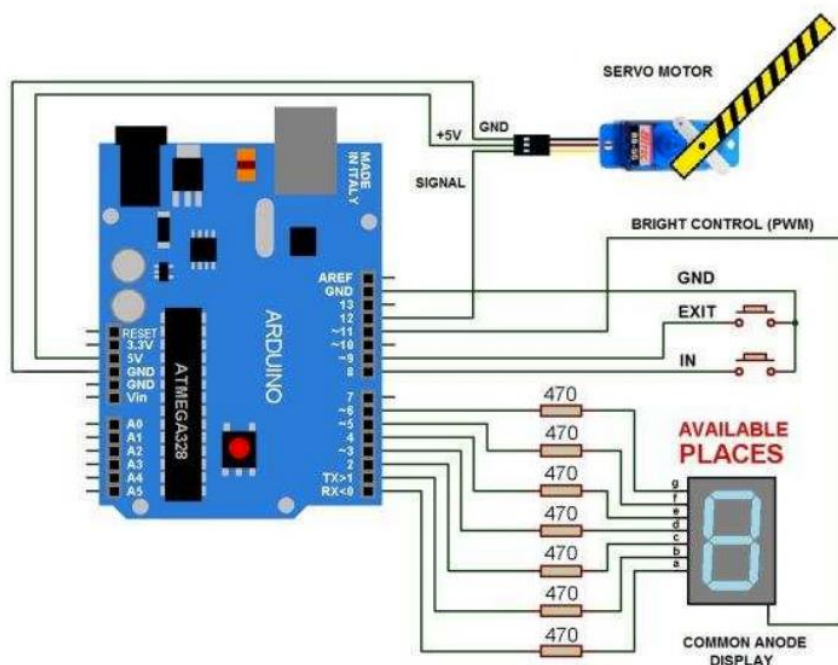 SERVO MOTOR
GND
+5V
SIGNAL
MADE
IN ITALY
BRIGHT CONTROL (PWM)
GND
EXIT
IN
AREF
GND
13
12
~11
~10
~9
8
7
~6
~5
4
~3
2
TX>1
RX<0
RESET
3.3V
5V
GND
GND
Vin
A0
A1
A2
A3
A4
A5
ATMEGA328
ARDUINO
470
470
470
470
470
470
470
AVAILABLE
PLACES
g
f
e
d
c
b
a
COMMON ANODE
DISPLAY